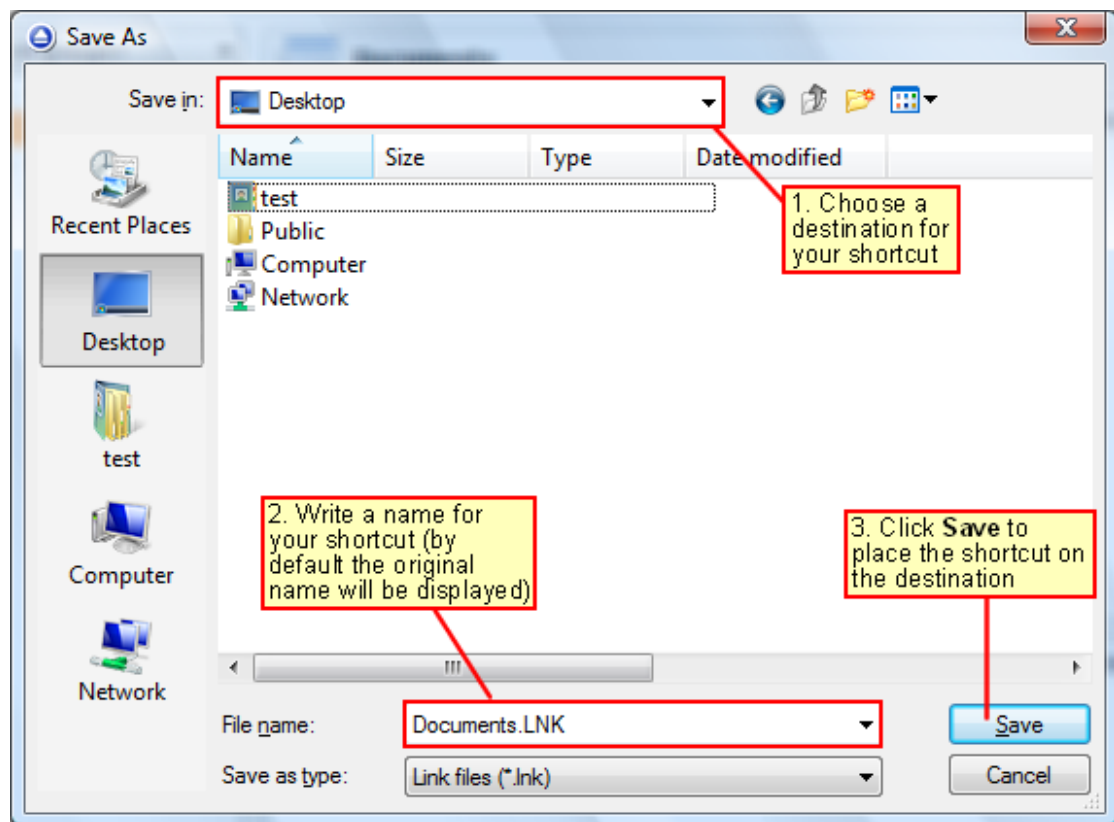 Save As
Save in:
Desktop
Name Size Type Date modified
test
Public
Computer
Network
Recent Places
Desktop
test
Computer
Network
1. Choose a
destination for
your shortcut
2. Write a name for
your shortcut (by
default the original
name will be displayed)
3. Click Save to
place the shortcut on
the destination
File name:
Documents.LNK
Save
Save as type:
Link files (*.lnk)
Cancel